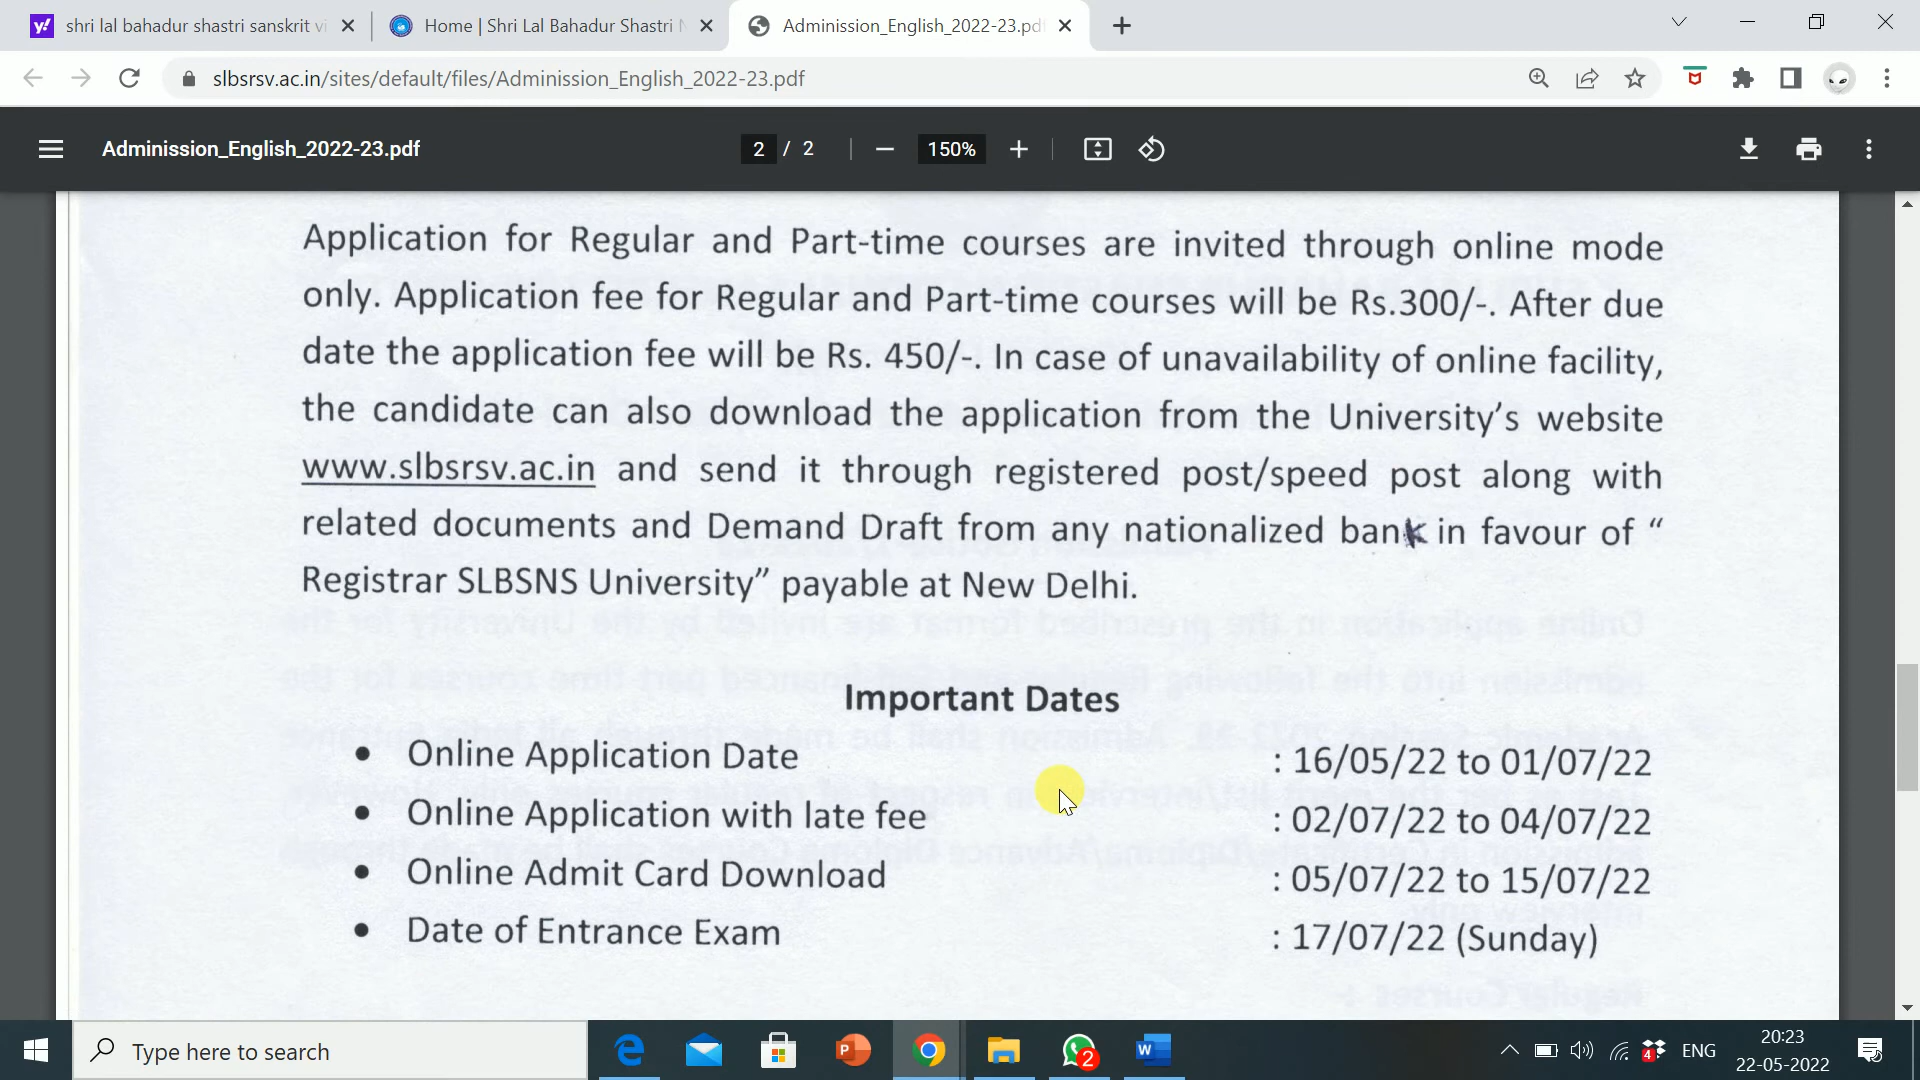 shri lal bahadur shastri sanskrit vi
Home | Shri Lal Bahadur Shastri N
Adminission_English_2022-23.pdf
slbsrsv.ac.in/sites/default/files/Adminission_English_2022-23.pdf
Adminission_English_2022-23.pdf
2 / 2
150%
Application for Regular and Part-time courses are invited through online mode
only. Application fee for Regular and Part-time courses will be Rs.300/-. After due
date the application fee will be Rs. 450/-. In case of unavailability of online facility,
the candidate can also download the application from the University's website
www.slbsrsv.ac.in and send it through registered post/speed post along with
related documents and Demand Draft from any nationalized bank in favour of “
Registrar SLBSNS University” payable at New Delhi.
Important Dates
• Online Application Date : 16/05/22 to 01/07/22
• Online Application with late fee : 02/07/22 to 04/07/22
• Online Admit Card Download : 05/07/22 to 15/07/22
• Date of Entrance Exam : 17/07/22 (Sunday)
Type here to search
2
4
ENG
20:23
22-05-2022